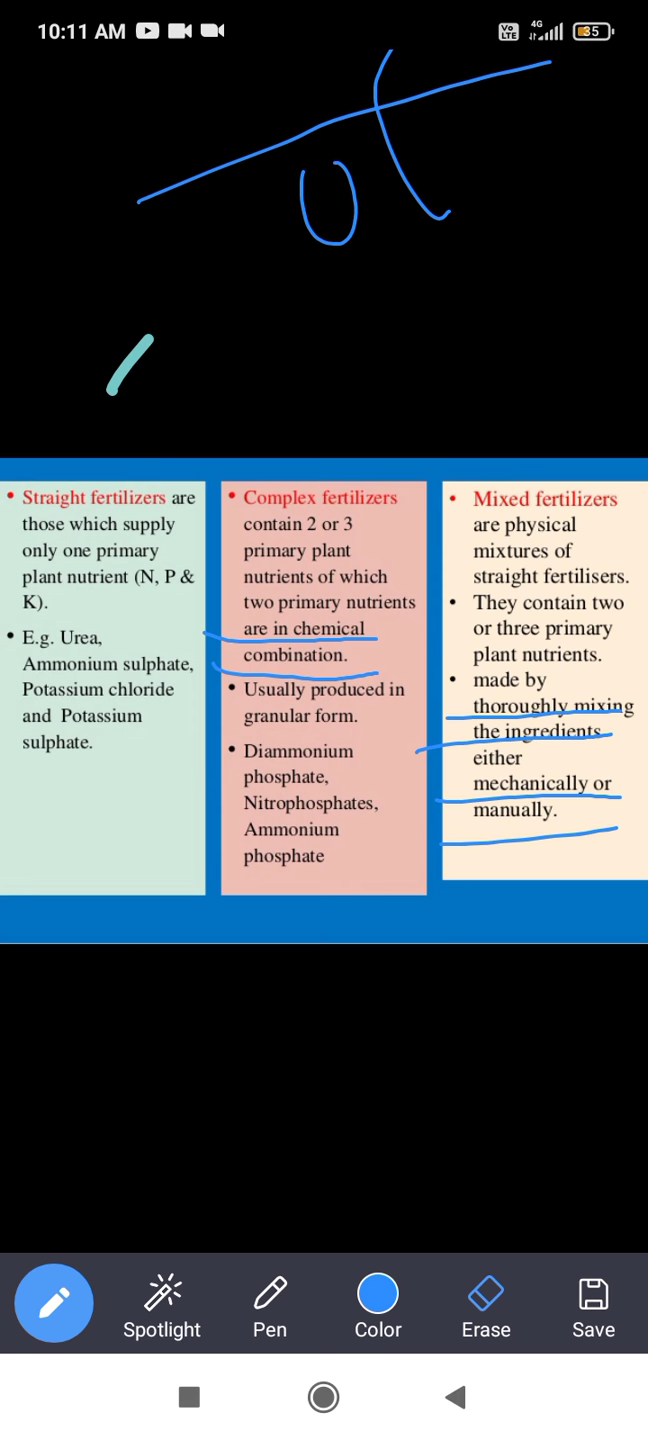 10:11 AM
Vo
LTE
4G
35
• Straight fertilizers are
those which supply
only one primary
plant nutrient (N, P &
K).
• E.g. Urea,
Ammonium sulphate,
Potassium chloride
and Potassium
sulphate.
• Complex fertilizers
contain 2 or 3
primary plant
nutrients of which
two primary nutrients
are in chemical
combination.
• Usually produced in
granular form.
• Diammonium
phosphate,
Nitrophosphates,
Ammonium
phosphate
• Mixed fertilizers
are physical
mixtures of
straight fertilisers.
• They contain two
or three primary
plant nutrients.
• made by
thoroughly mixing
the ingredients
either
mechanically or
manually.
Spotlight
Pen
Color
Erase
Save